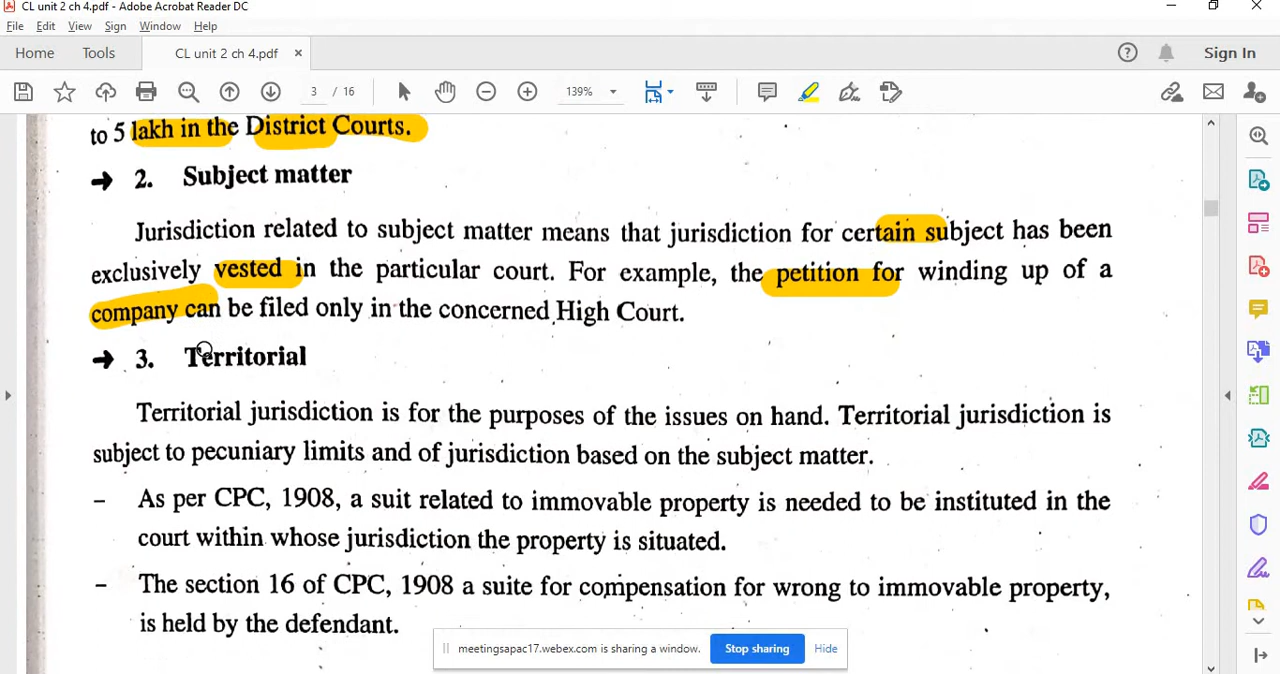 CL unit 2 ch 4.pdf - Adobe Acrobat Reader DC
File Edit View Sign Window Help
Home Tools CL unit 2 ch 4.pdf × Sign In
3 / 16 139%
to 5 lakh in the District Courts.
→ 2. Subject matter
Jurisdiction related to subject matter means that jurisdiction for certain subject has been
exclusively vested in the particular court. For example, the petition for winding up of a
company can be filed only in the concerned High Court.
→ 3. Territorial
Territorial jurisdiction is for the purposes of the issues on hand. Territorial jurisdiction is
subject to pecuniary limits and of jurisdiction based on the subject matter.
– As per CPC, 1908, a suit related to immovable property is needed to be instituted in the
court within whose jurisdiction the property is situated.
– The section 16 of CPC, 1908 a suite for compensation for wrong to immovable property,
is held by the defendant.
meetingsapac17.webex.com is sharing a window. Stop sharing Hide